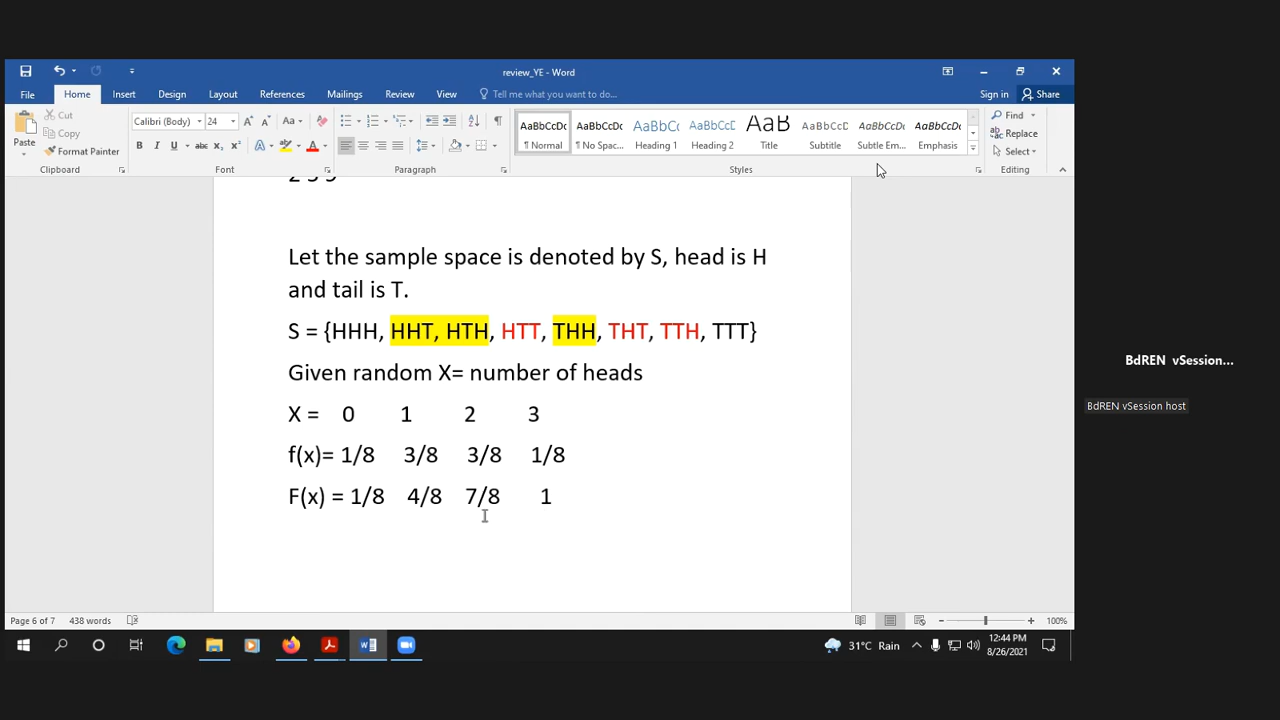 review_YE - Word
File Home Insert Design Layout References Mailings Review View Tell me what you want to do... Sign in Share
Paste Cut Copy Format Painter
Calibri (Body) 24
AaBbCcDc AaBbCcDc AaBbCc AaBbCcD AaB AaBbCcD AaBbCcDc AaBbCcDc
¶ Normal ¶ No Spac... Heading 1 Heading 2 Title Subtitle Subtle Em... Emphasis
Find Replace Select
Clipboard Font Paragraph Styles Editing
Let the sample space is denoted by S, head is H
and tail is T.
S = {HHH, HHT, HTH, HTT, THH, THT, TTH, TTT}
Given random X= number of heads
X = 0 1 2 3
f(x)= 1/8 3/8 3/8 1/8
F(x) = 1/8 4/8 7/8 1
BdREN vSession...
BdREN vSession host
Page 6 of 7 438 words 100%
31°C Rain 12:44 PM
8/26/2021